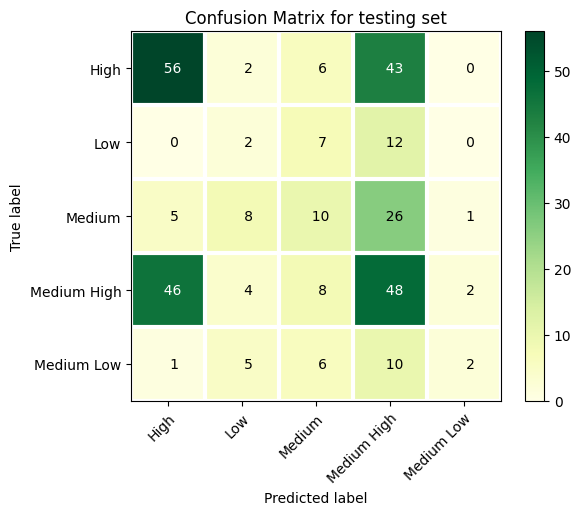 Confusion Matrix for testing set
High 56 2 6 43 0
Low 0 2 7 12 0
Medium 5 8 10 26 1
Medium High 46 4 8 48 2
Medium Low 1 5 6 10 2
High Low Medium Medium High Medium Low
Predicted label
True label
50
40
30
20
10
0